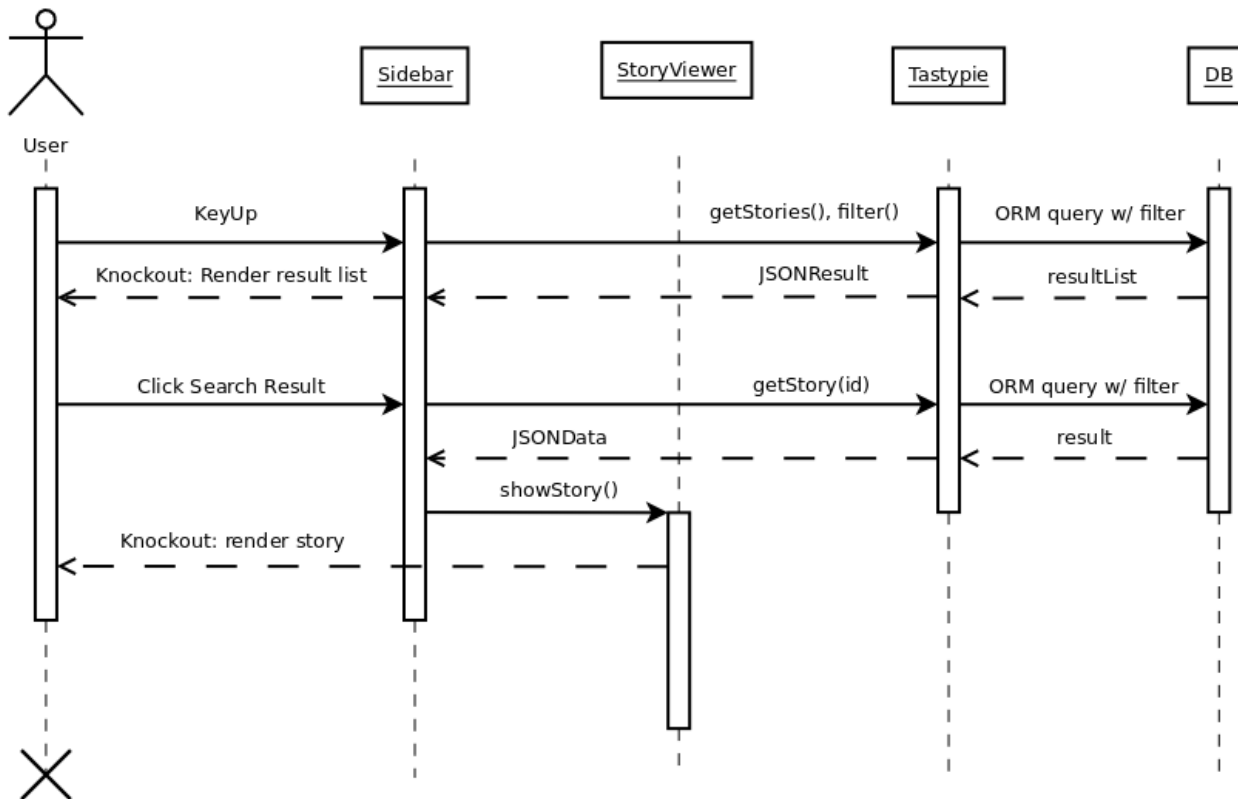 User
Sidebar
StoryViewer
Tastypie
DB
KeyUp
getStories(), filter()
ORM query w/ filter
Knockout: Render result list
JSONResult
resultList
Click Search Result
getStory(id)
ORM query w/ filter
JSONData
result
showStory()
Knockout: render story